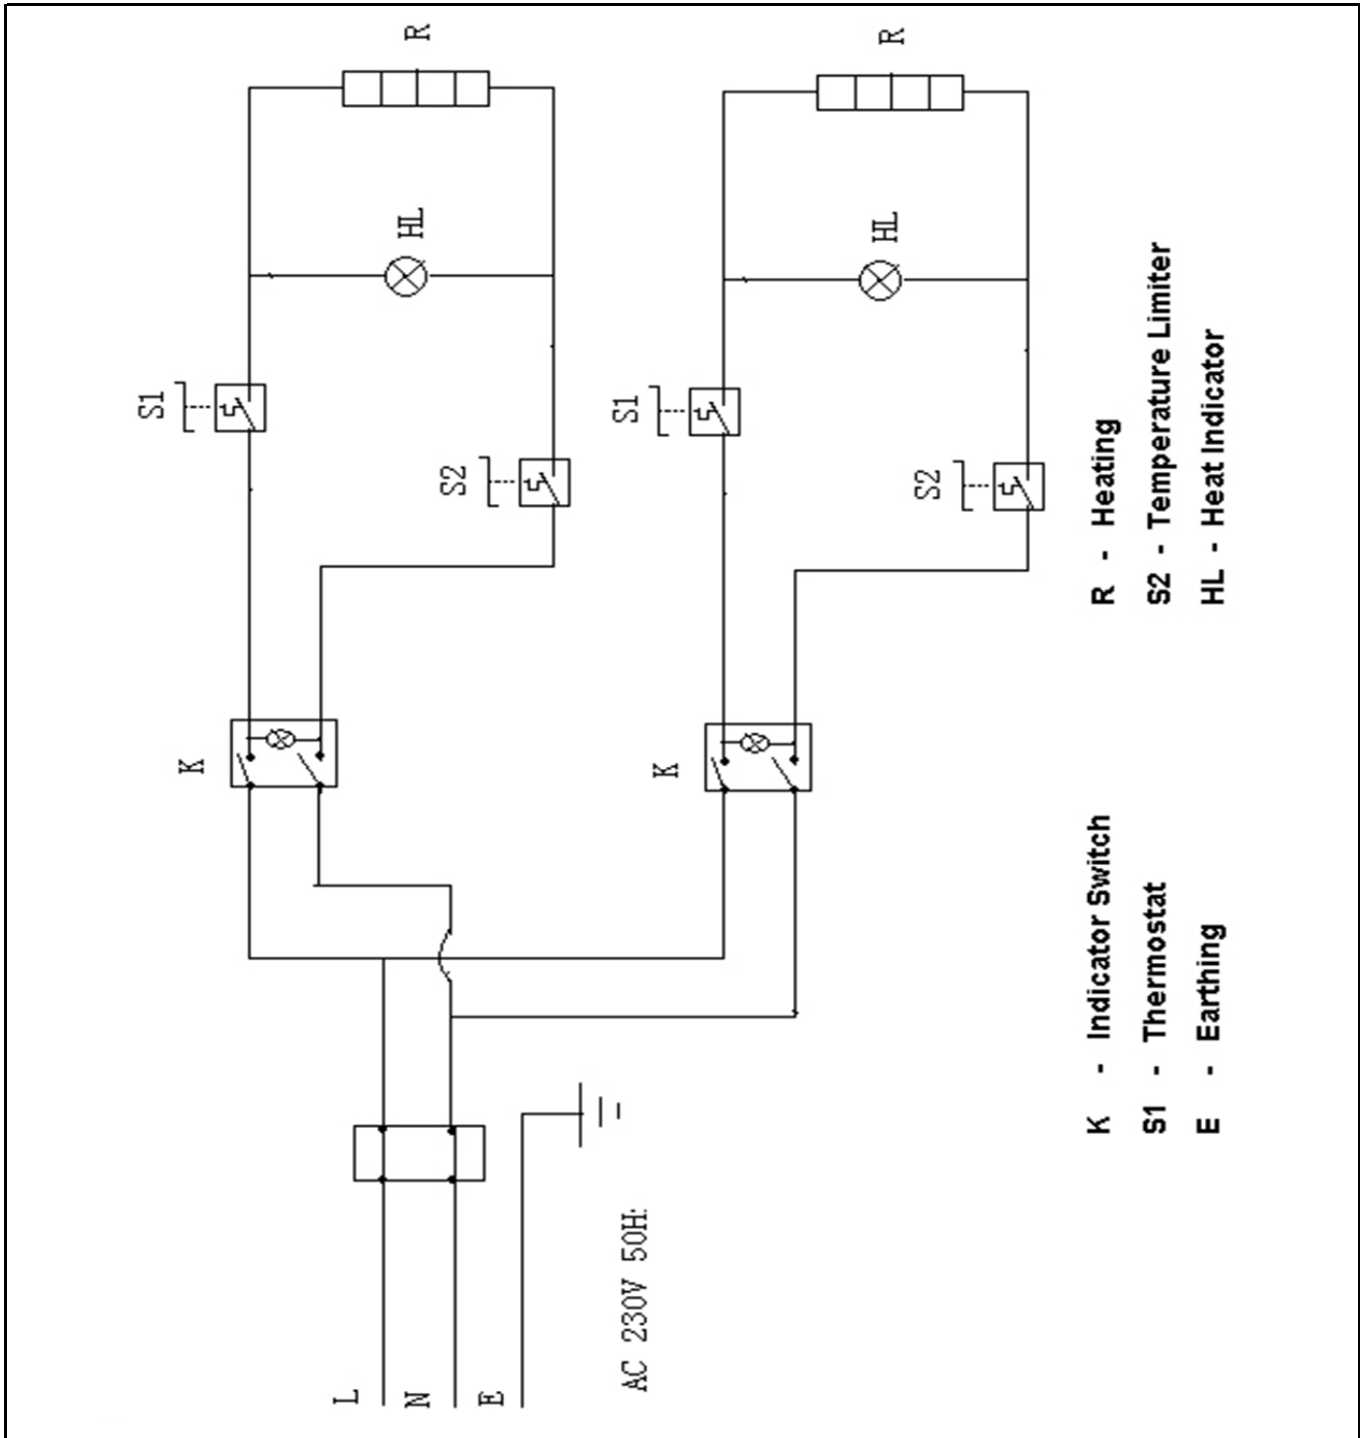 R
HL
S1
S2
K
R
HL
S1
S2
K
L
N
E
AC 230V 50H:
K - Indicator Switch
S1 - Thermostat
E - Earthing
R - Heating
S2 - Temperature Limiter
HL - Heat Indicator